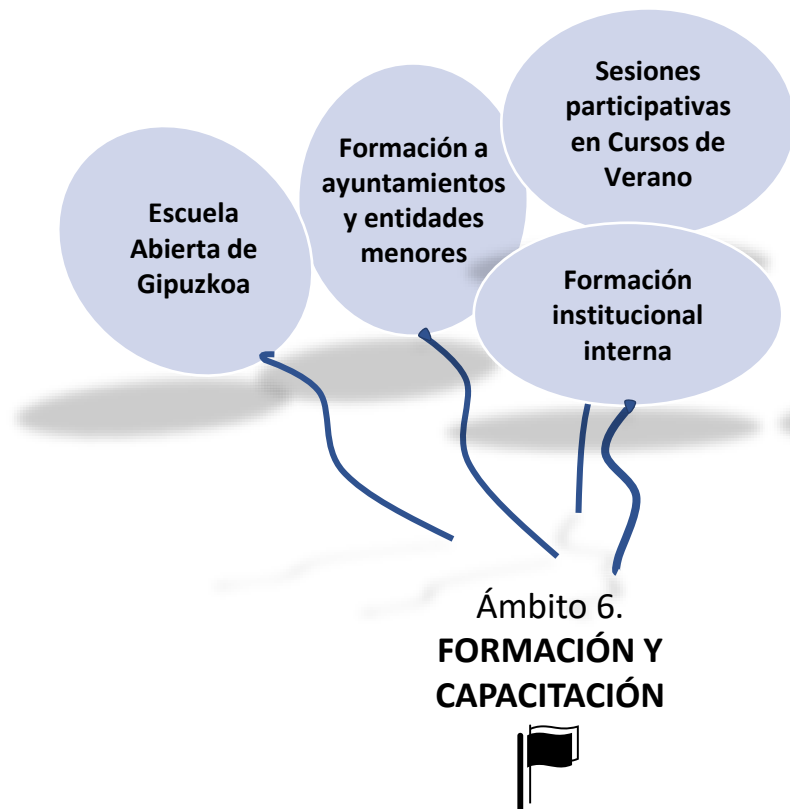 Escuela
Abierta de
Gipuzkoa
Formación a
ayuntamientos
y entidades
menores
Sesiones
participativas
en Cursos de
Verano
Formación
institucional
interna
Ámbito 6.
FORMACIÓN Y
CAPACITACIÓN